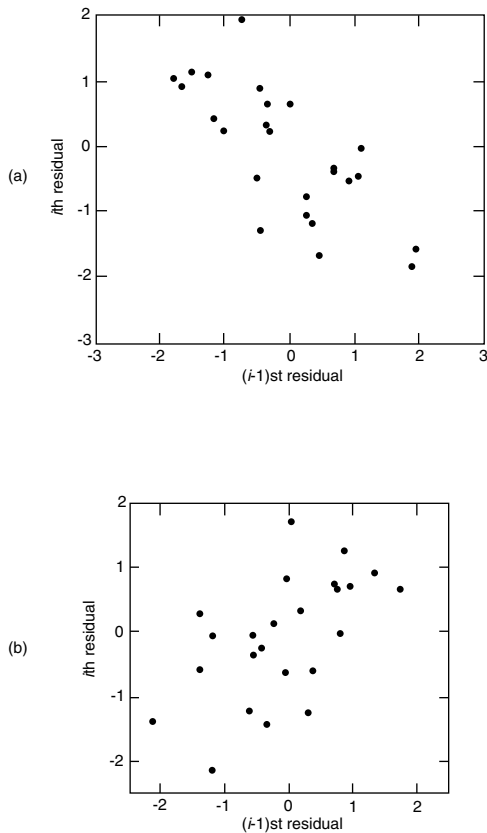 2
1
0
-1
-2
-3
-3 -2 -1 0 1 2 3
(a)
ith residual
(i-1)st residual
2
1
0
-1
-2
-2 -1 0 1 2
(b)
ith residual
(i-1)st residual